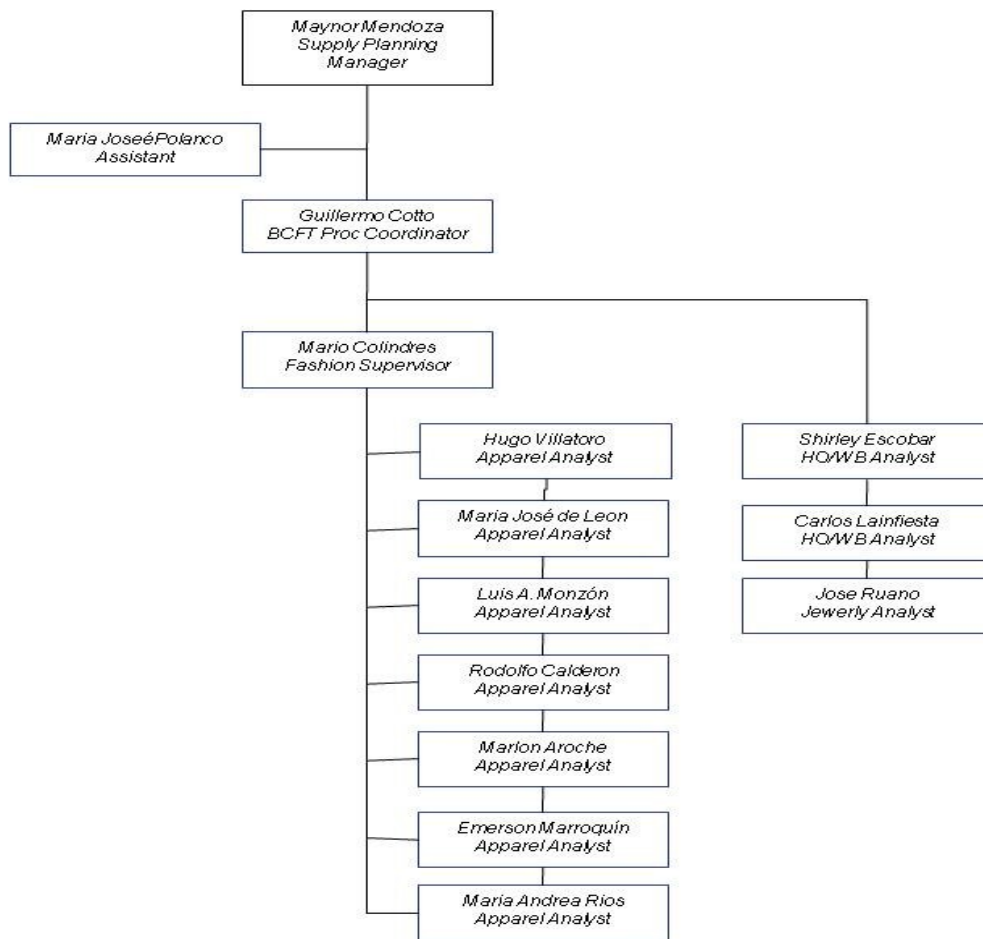 Maynor Mendoza
Supply Planning
Manager
Maria JoseéPolanco
Assistant
Guillermo Cotto
BCFT Proc Coordinator
Mario Colindres
Fashion Supervisor
Hugo Villatoro
Apparel Analyst
Maria José de Leon
Apparel Analyst
Luis A. Monzón
Apparel Analyst
Rodolfo Calderon
Apparel Analyst
Marlon Aroche
Apparel Analyst
Emerson Marroquín
Apparel Analyst
Maria Andrea Rios
Apparel Analyst
Shirley Escobar
HO/WB Analyst
Carlos Lainfiesta
HO/WB Analyst
Jose Ruano
Jewerly Analyst